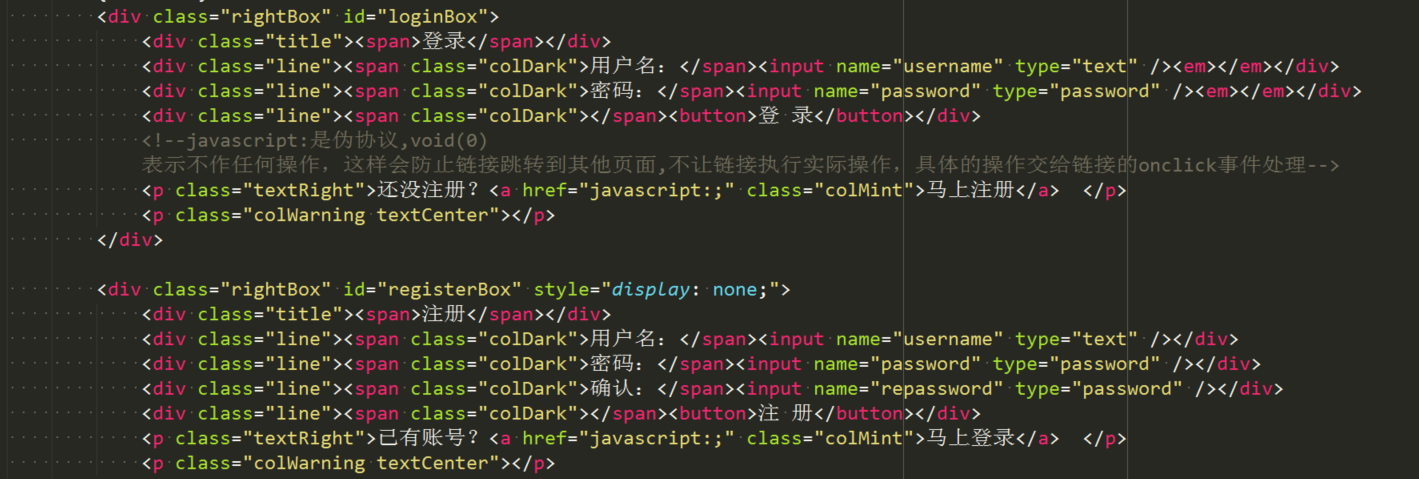 <div class="rightBox" id="loginBox">
<div class="title"><span>登录</span></div>
<div class="line"><span class="colDark">用户名：</span><input name="username" type="text" /><em></em></div>
<div class="line"><span class="colDark">密码：</span><input name="password" type="password" /><em></em></div>
<div class="line"><span class="colDark"></span><button>登 录</button></div>
<!--javascript:是伪协议,void(0)
表示不作任何操作，这样会防止链接跳转到其他页面,不让链接执行实际操作，具体的操作交给链接的onclick事件处理-->
<p class="textRight">还没注册？<a href="javascript:;" class="colMint">马上注册</a>  </p>
<p class="colWarning textCenter"></p>
</div>
<div class="rightBox" id="registerBox" style="display: none;">
<div class="title"><span>注册</span></div>
<div class="line"><span class="colDark">用户名：</span><input name="username" type="text" /></div>
<div class="line"><span class="colDark">密码：</span><input name="password" type="password" /></div>
<div class="line"><span class="colDark">确认：</span><input name="repassword" type="password" /></div>
<div class="line"><span class="colDark"></span><button>注 册</button></div>
<p class="textRight">已有账号？<a href="javascript:;" class="colMint">马上登录</a>  </p>
<p class="colWarning textCenter"></p>